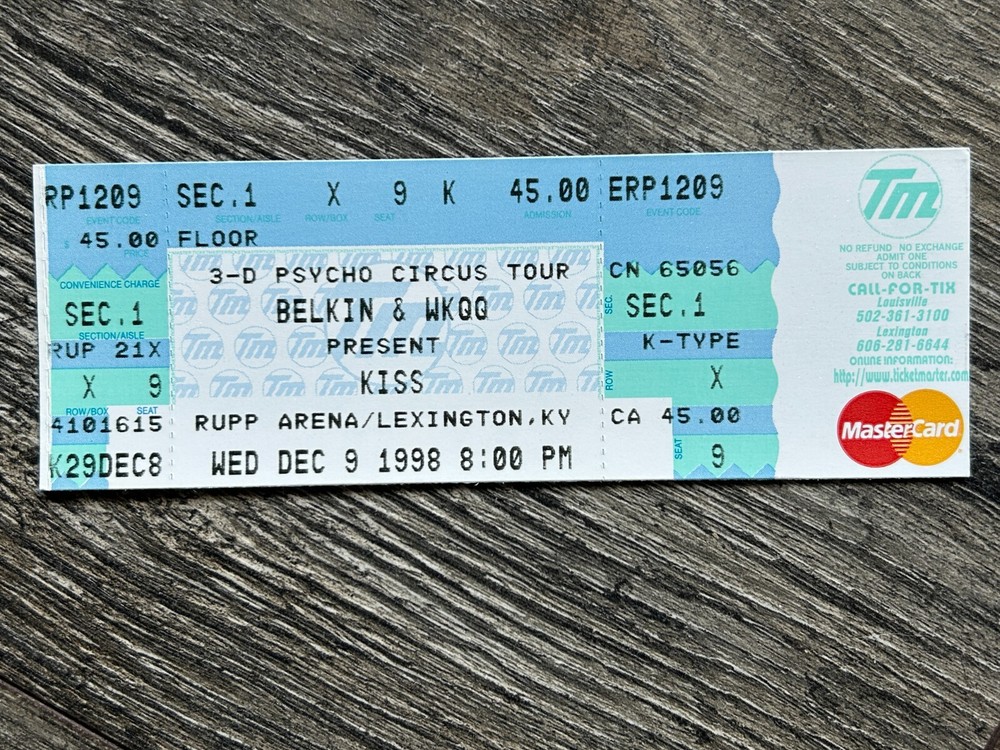 RP1209 SEC.1 X 9 K 45.00 ERP1209
EVENT CODE SECTION/AISLE ROW/BOX SEAT ADMISSION EVENT CODE
$ 45.00 FLOOR
PRICE
CONVENIENCE CHARGE
SEC.1
SECTION/AISLE
RUP 21X
X 9
ROW/BOX SEAT
4101615
K29DEC8
3-D PSYCHO CIRCUS TOUR
BELKIN & WKQQ
PRESENT
KISS
RUPP ARENA/LEXINGTON,KY
WED DEC 9 1998 8:00 PM
CN 65056
SEC. SEC.1
K-TYPE
ROW X
CA 45.00
SEAT 9
Tm
NO REFUND NO EXCHANGE
ADMIT ONE
SUBJECT TO CONDITIONS
ON BACK
CALL-FOR-TIX
Louisville
502-361-3100
Lexington
606-281-6644
ONLINE INFORMATION:
http://www.ticketmaster.com
MasterCard